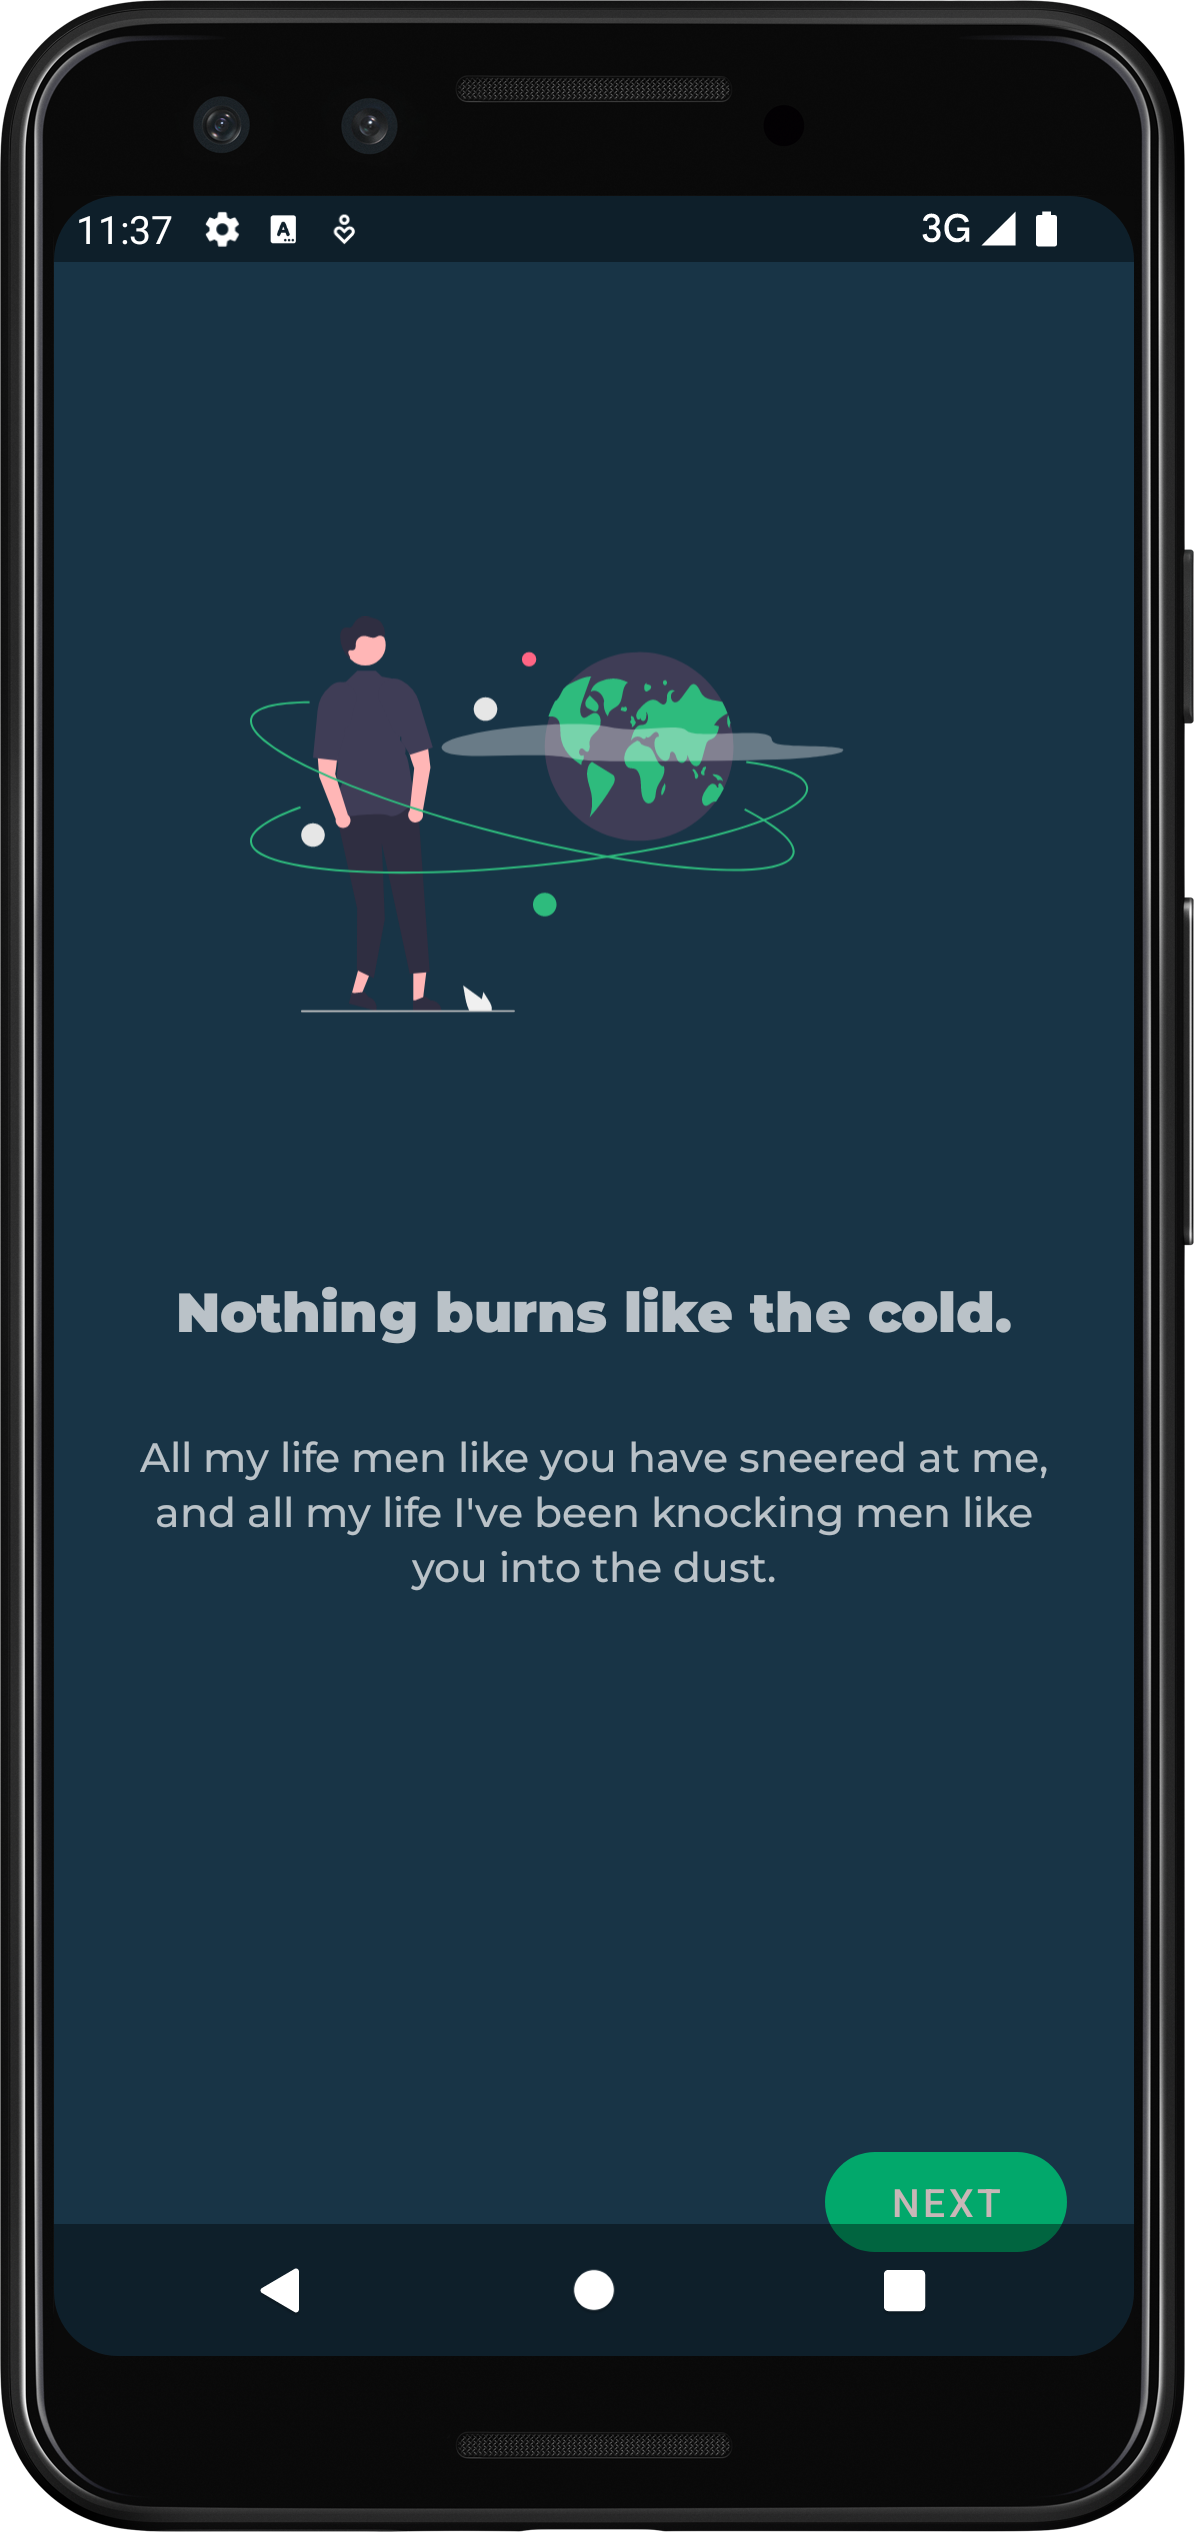 11:37 A 3G
Nothing burns like the cold.
All my life men like you have sneered at me,
and all my life I've been knocking men like
you into the dust.
NEXT